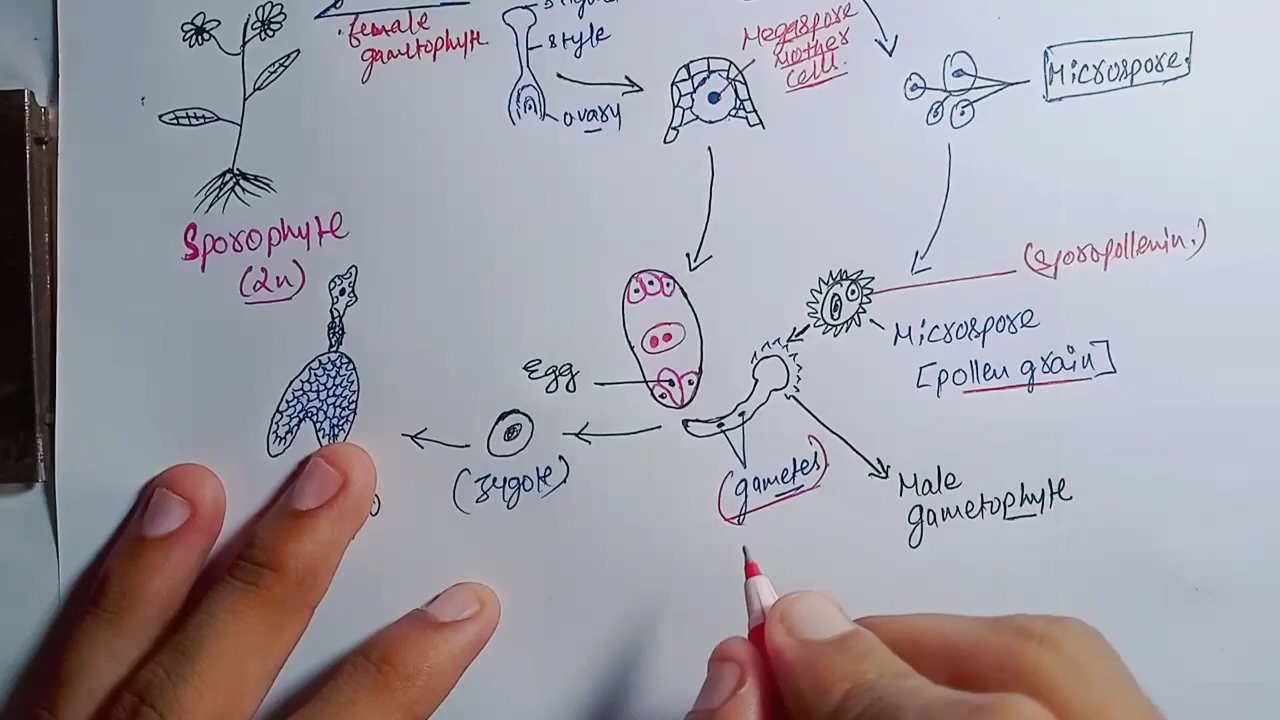 female
gametophyte
style
ovary
Megaspore
Mother
cell.
Microspore.
Sporophyte
(2n)
(sporopollenin.)
Microspore
[pollen grain]
Egg
(zygote)
(gametes)
Male
gametophyte